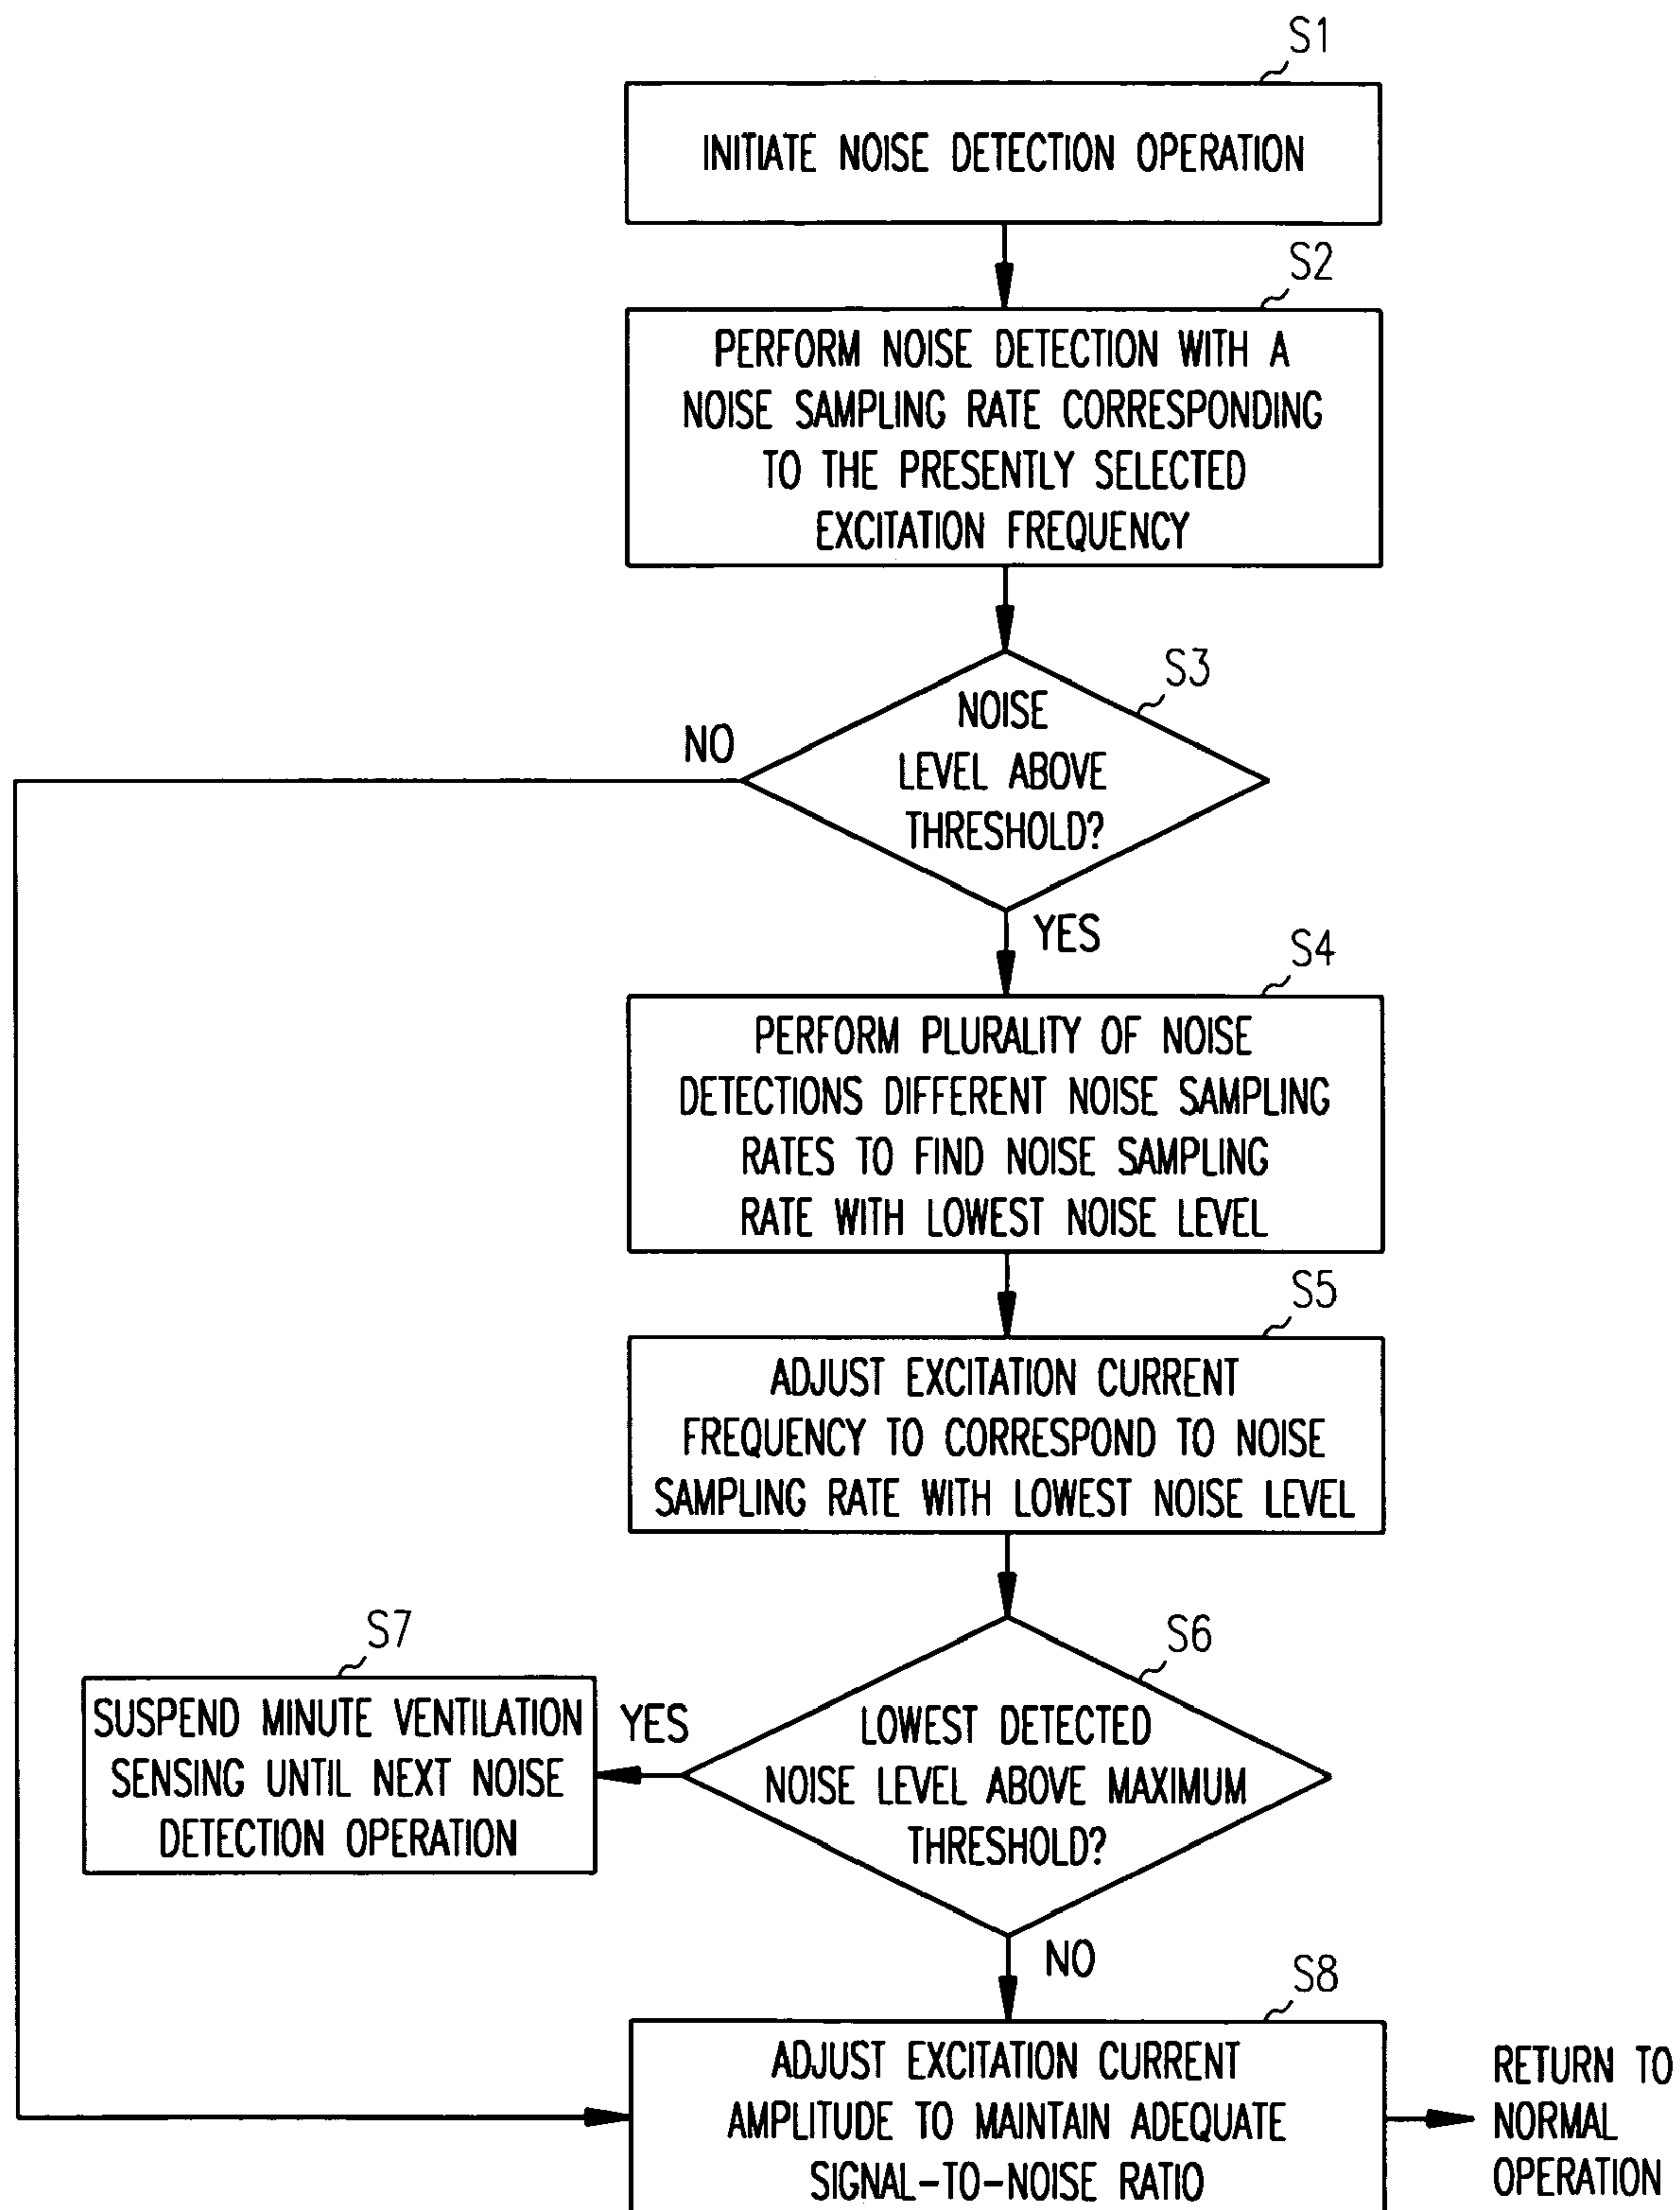 S1
INITIATE NOISE DETECTION OPERATION
S2
PERFORM NOISE DETECTION WITH A
NOISE SAMPLING RATE CORRESPONDING
TO THE PRESENTLY SELECTED
EXCITATION FREQUENCY
S3
NOISE
LEVEL ABOVE
THRESHOLD?
NO
YES
S4
PERFORM PLURALITY OF NOISE
DETECTIONS DIFFERENT NOISE SAMPLING
RATES TO FIND NOISE SAMPLING
RATE WITH LOWEST NOISE LEVEL
S5
ADJUST EXCITATION CURRENT
FREQUENCY TO CORRESPOND TO NOISE
SAMPLING RATE WITH LOWEST NOISE LEVEL
S6
LOWEST DETECTED
NOISE LEVEL ABOVE MAXIMUM
THRESHOLD?
YES
S7
SUSPEND MINUTE VENTILATION
SENSING UNTIL NEXT NOISE
DETECTION OPERATION
NO
S8
ADJUST EXCITATION CURRENT
AMPLITUDE TO MAINTAIN ADEQUATE
SIGNAL-TO-NOISE RATIO
RETURN TO
NORMAL
OPERATION